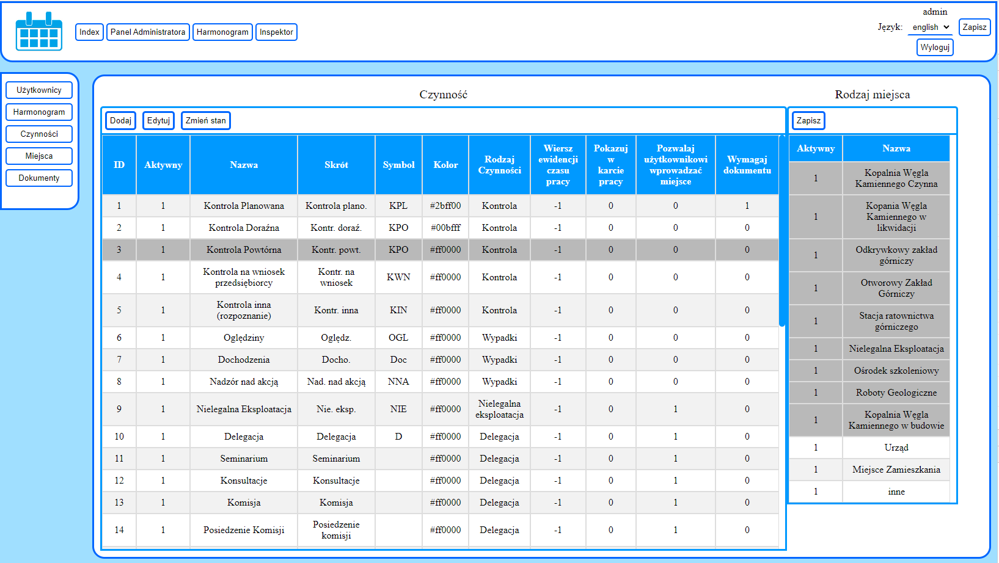 admin
Index Panel Administratora Harmonogram Inspektor Język: english Zapisz
Wyloguj
Użytkownicy
Harmonogram
Czynności
Miejsca
Dokumenty
Czynność
Dodaj Edytuj Zmień stan
ID Aktywny Nazwa Skrót Symbol Kolor Rodzaj Czynności Wiersz ewidencji czasu pracy Pokazuj w karcie pracy Pozwalaj użytkownikowi wprowadzać miejsce Wymagaj dokumentu
1 1 Kontrola Planowana Kontrola plano. KPL #2bff00 Kontrola -1 0 0 1
2 1 Kontrola Doraźna Kontr. doraź. KPO #00bfff Kontrola -1 0 0 0
3 1 Kontrola Powtórna Kontr. powt. KPO #ff0000 Kontrola -1 0 0 0
4 1 Kontrola na wniosek przedsiębiorcy Kontr. na wniosek KWN #ff0000 Kontrola -1 0 0 0
5 1 Kontrola inna (rozpoznanie) Kontr. inna KIN #ff0000 Kontrola -1 0 0 0
6 1 Oględziny Oględz. OGL #ff0000 Wypadki -1 0 0 0
7 1 Dochodzenia Docho. Doc #ff0000 Wypadki -1 0 0 0
8 1 Nadzór nad akcją Nad. nad akcją NNA #ff0000 Wypadki -1 0 0 0
9 1 Nielegalna Eksploatacja Nie. eksp. NIE #ff0000 Nielegalna eksploatacja -1 0 1 0
10 1 Delegacja Delegacja D #ff0000 Delegacja -1 0 1 0
11 1 Seminarium Seminarium #ff0000 Delegacja -1 0 1 0
12 1 Konsultacje Konsultacje #ff0000 Delegacja -1 0 1 0
13 1 Komisja Komisja #ff0000 Delegacja -1 0 1 0
14 1 Posiedzenie Komisji Posiedzenie komisji #ff0000 Delegacja -1 0 1 0
Rodzaj miejsca
Zapisz
Aktywny Nazwa
1 Kopalnia Węgla Kamiennego Czynna
1 Kopania Węgla Kamiennego w likwidacji
1 Odkrywkowy zakład górniczy
1 Otworowy Zakład Górniczy
1 Stacja ratownictwa górniczego
1 Nielegalna Eksploatacja
1 Ośrodek szkoleniowy
1 Roboty Geologiczne
1 Kopalnia Węgla Kamiennego w budowie
1 Urząd
1 Miejsce Zamieszkania
1 inne